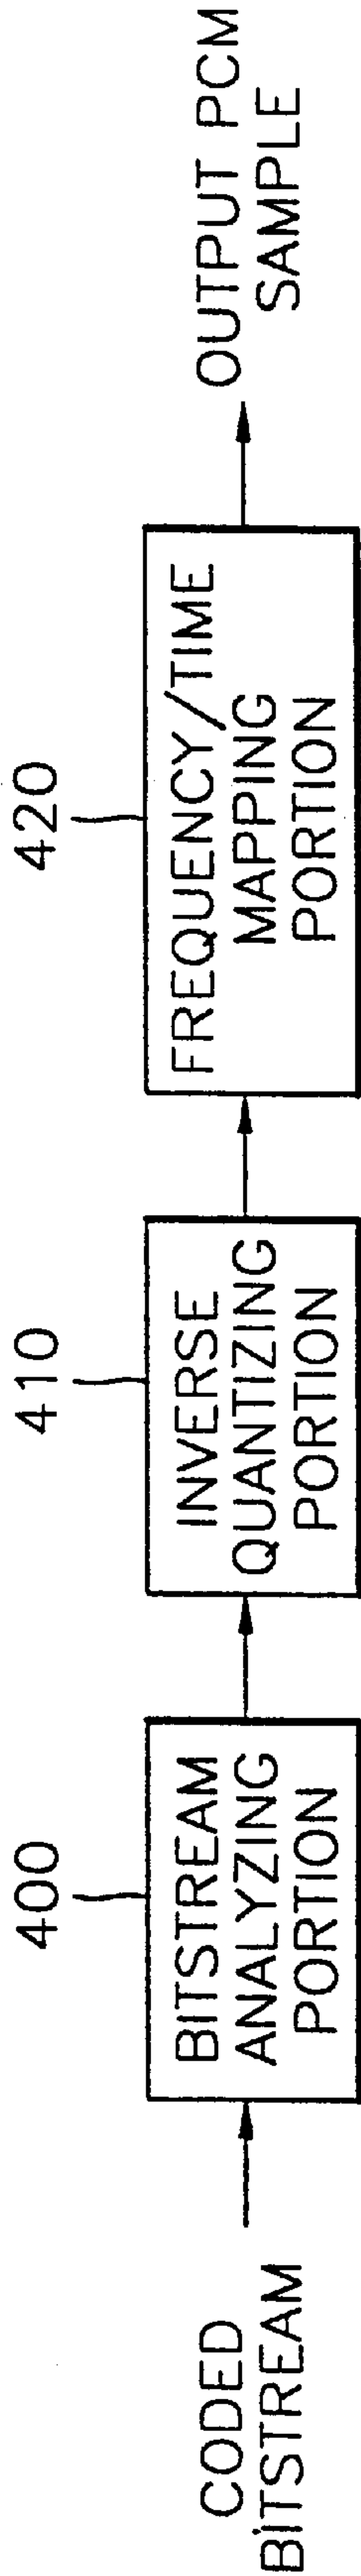 CODED
BITSTREAM
400
BITSTREAM
ANALYZING
PORTION
410
INVERSE
QUANTIZING
PORTION
420
FREQUENCY/TIME
MAPPING
PORTION
OUTPUT PCM
SAMPLE